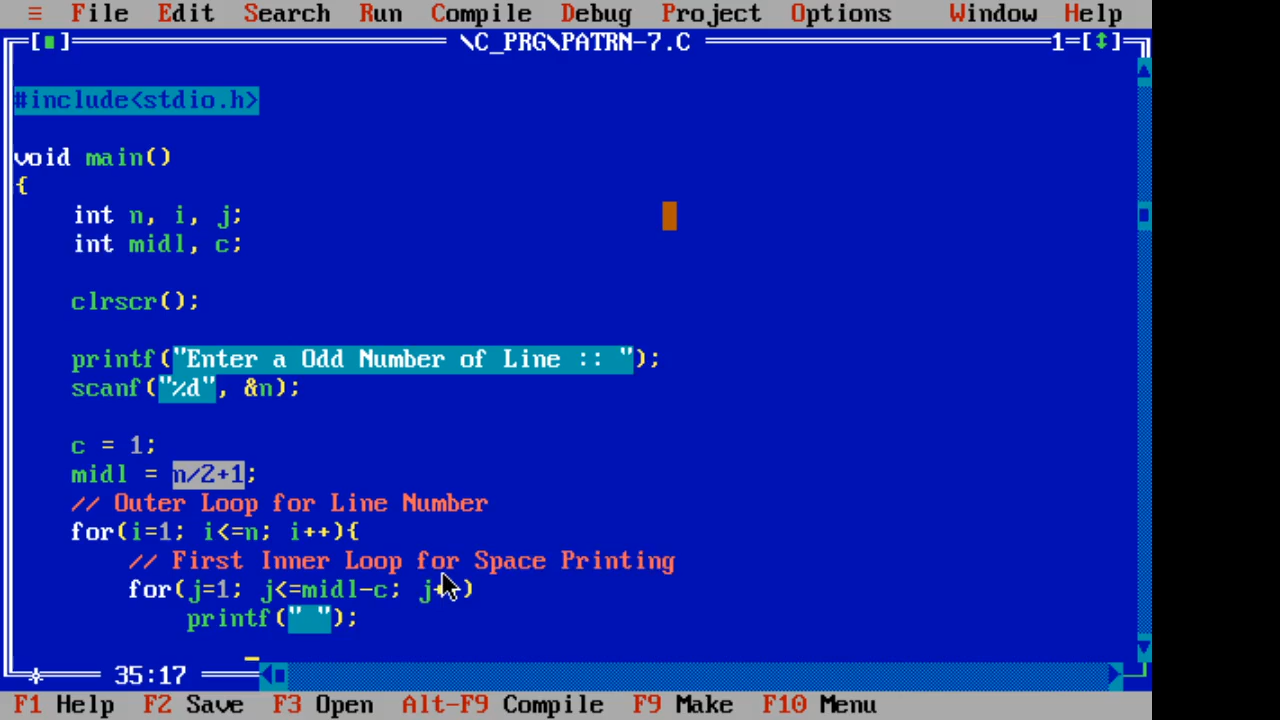 ≡ File Edit Search Run Compile Debug Project Options Window Help
[■] \C_PRG\PATRN-7.C 1=[↕]
#include<stdio.h>
void main()
{
int n, i, j;
int midl, c;
clrscr();
printf("Enter a Odd Number of Line :: ");
scanf("%d", &n);
c = 1;
midl = n/2+1;
// Outer Loop for Line Number
for(i=1; i<=n; i++){
// First Inner Loop for Space Printing
for(j=1; j<=midl-c; j++)
printf(" ");
35:17
F1 Help F2 Save F3 Open Alt-F9 Compile F9 Make F10 Menu